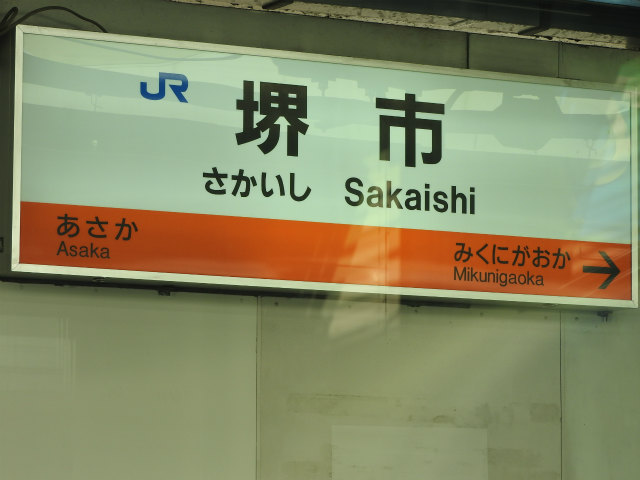 JR 堺市
さかいし Sakaishi
あさか
Asaka
みくにがおか
Mikunigaoka